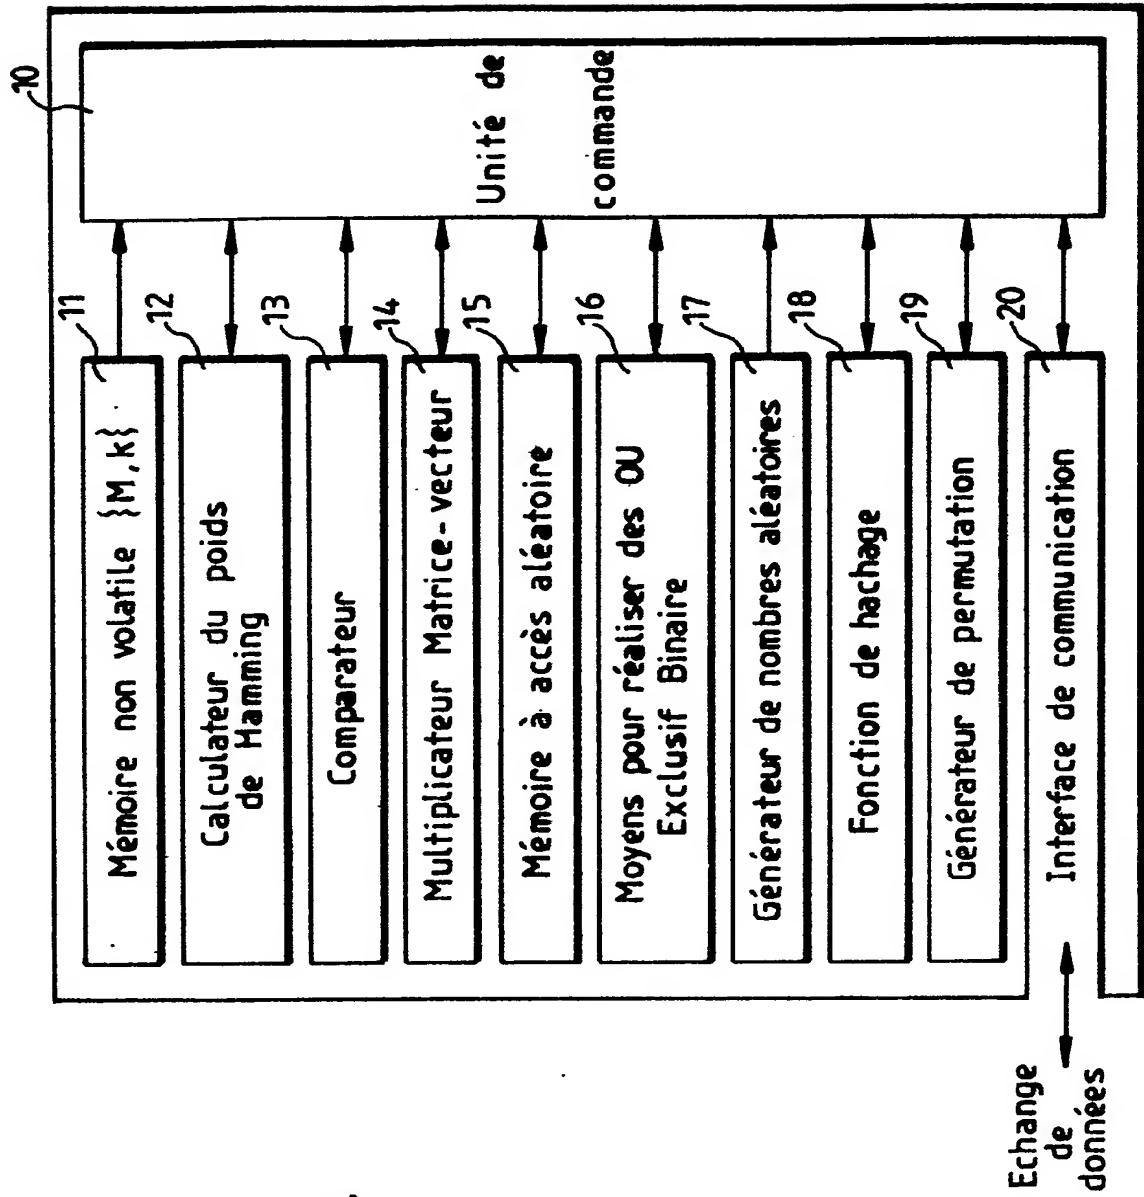 10
Unité de
commande
11
Mémoire non volatile {M,k}
12
Calculateur du poids
de Hamming
13
Comparateur
14
Multiplicateur Matrice-vecteur
15
Mémoire à accès aléatoire
16
Moyens pour réaliser des OU
Exclusif Binaire
17
Générateur de nombres aléatoires
18
Fonction de hachage
19
Générateur de permutation
20
Interface de communication
Echange
de
données